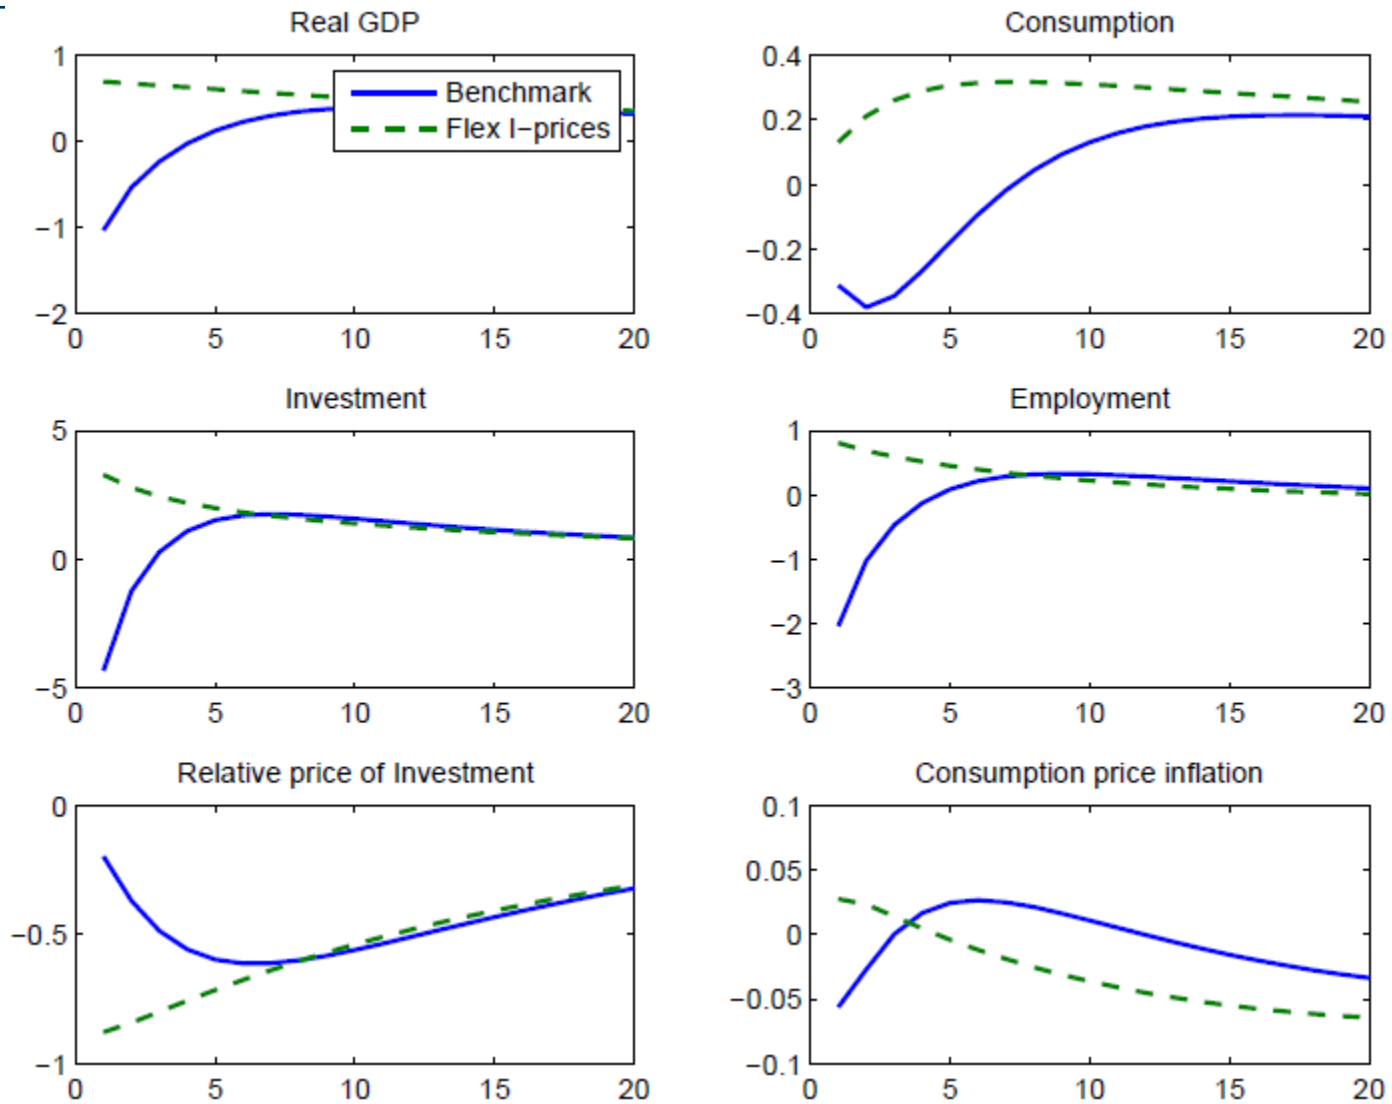 Real GDP
1
0
−1
−2
0 5 10 15 20
Benchmark
Flex I−prices
Consumption
0.4
0.2
0
−0.2
−0.4
0 5 10 15 20
Investment
5
0
−5
0 5 10 15 20
Employment
1
0
−1
−2
−3
0 5 10 15 20
Relative price of Investment
0
−0.5
−1
0 5 10 15 20
Consumption price inflation
0.1
0.05
0
−0.05
−0.1
0 5 10 15 20